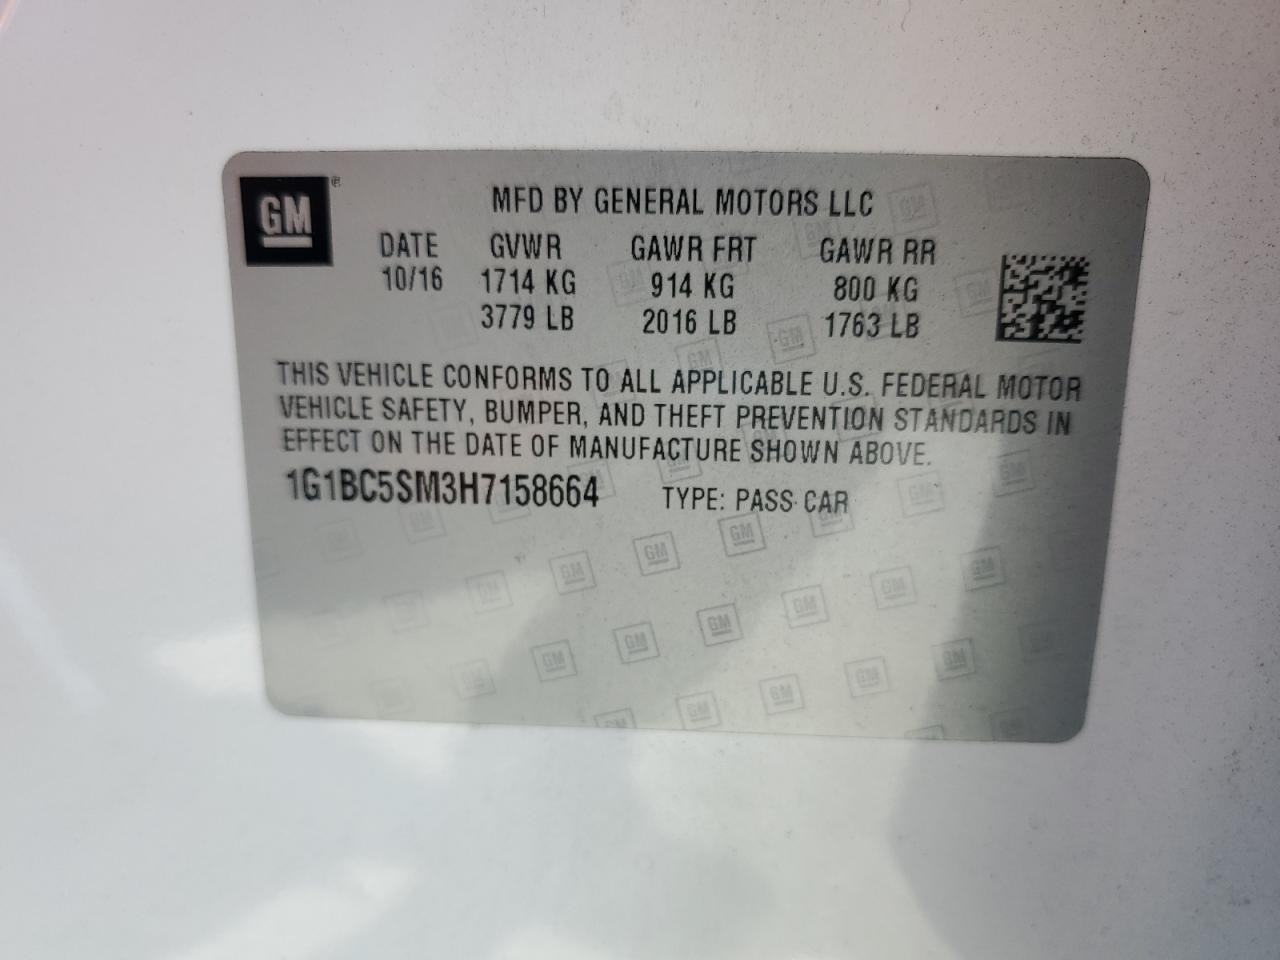 GM®
MFD BY GENERAL MOTORS LLC
DATE GVWR GAWR FRT GAWR RR
10/16 1714 KG 914 KG 800 KG
3779 LB 2016 LB 1763 LB
THIS VEHICLE CONFORMS TO ALL APPLICABLE U.S. FEDERAL MOTOR
VEHICLE SAFETY, BUMPER, AND THEFT PREVENTION STANDARDS IN
EFFECT ON THE DATE OF MANUFACTURE SHOWN ABOVE.
1G1BC5SM3H7158664 TYPE: PASS CAR